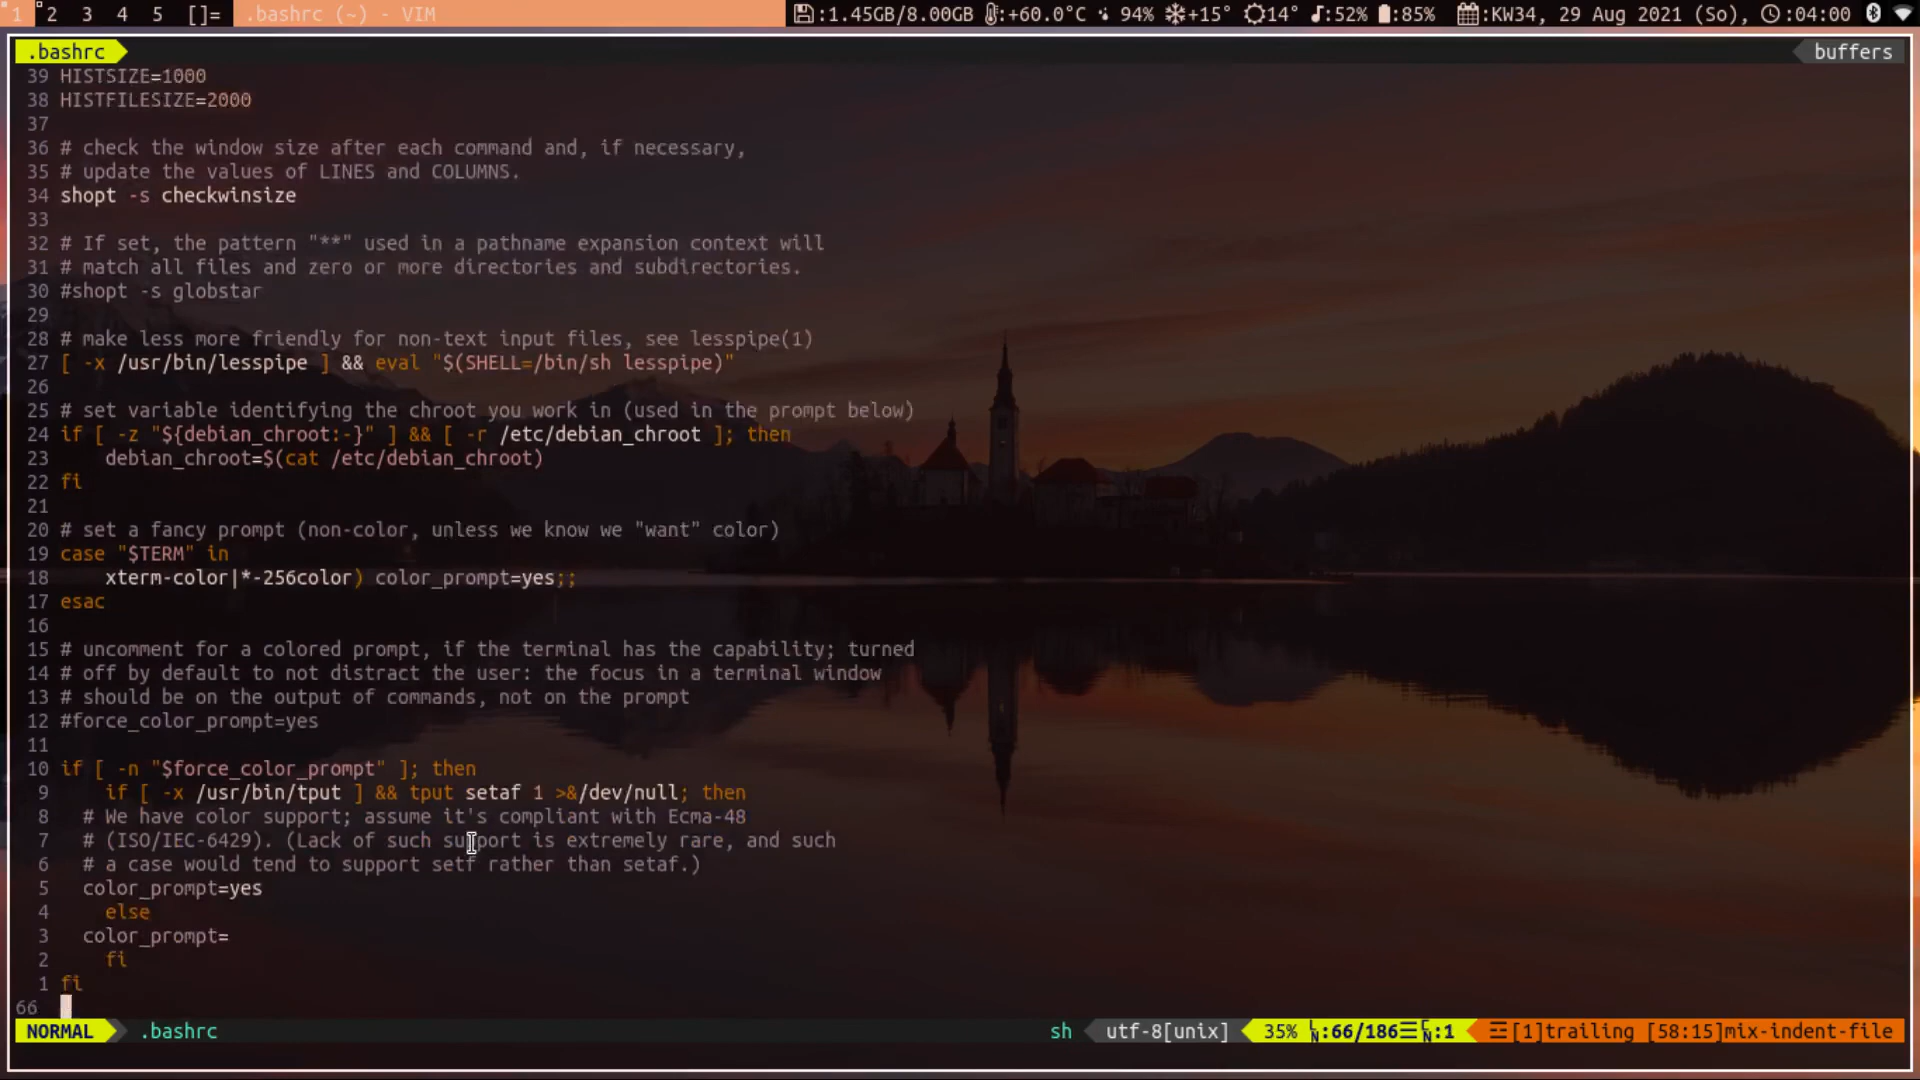 1 2 3 4 5 []= .bashrc (~) - VIM :1.45GB/8.00GB :+60.0°C 94% +15° 14° :52% :85% :KW34, 29 Aug 2021 (So), :04:00
.bashrc buffers
39 HISTSIZE=1000
38 HISTFILESIZE=2000
37
36 # check the window size after each command and, if necessary,
35 # update the values of LINES and COLUMNS.
34 shopt -s checkwinsize
33
32 # If set, the pattern "**" used in a pathname expansion context will
31 # match all files and zero or more directories and subdirectories.
30 #shopt -s globstar
29
28 # make less more friendly for non-text input files, see lesspipe(1)
27 [ -x /usr/bin/lesspipe ] && eval "$(SHELL=/bin/sh lesspipe)"
26
25 # set variable identifying the chroot you work in (used in the prompt below)
24 if [ -z "${debian_chroot:-}" ] && [ -r /etc/debian_chroot ]; then
23     debian_chroot=$(cat /etc/debian_chroot)
22 fi
21
20 # set a fancy prompt (non-color, unless we know we "want" color)
19 case "$TERM" in
18     xterm-color|*-256color) color_prompt=yes;;
17 esac
16
15 # uncomment for a colored prompt, if the terminal has the capability; turned
14 # off by default to not distract the user: the focus in a terminal window
13 # should be on the output of commands, not on the prompt
12 #force_color_prompt=yes
11
10 if [ -n "$force_color_prompt" ]; then
9     if [ -x /usr/bin/tput ] && tput setaf 1 >&/dev/null; then
8   # We have color support; assume it's compliant with Ecma-48
7   # (ISO/IEC-6429). (Lack of such support is extremely rare, and such
6   # a case would tend to support setf rather than setaf.)
5   color_prompt=yes
4     else
3   color_prompt=
2     fi
1 fi
66
NORMAL .bashrc sh utf-8[unix] 35% :66/186 :1 [1]trailing [58:15]mix-indent-file